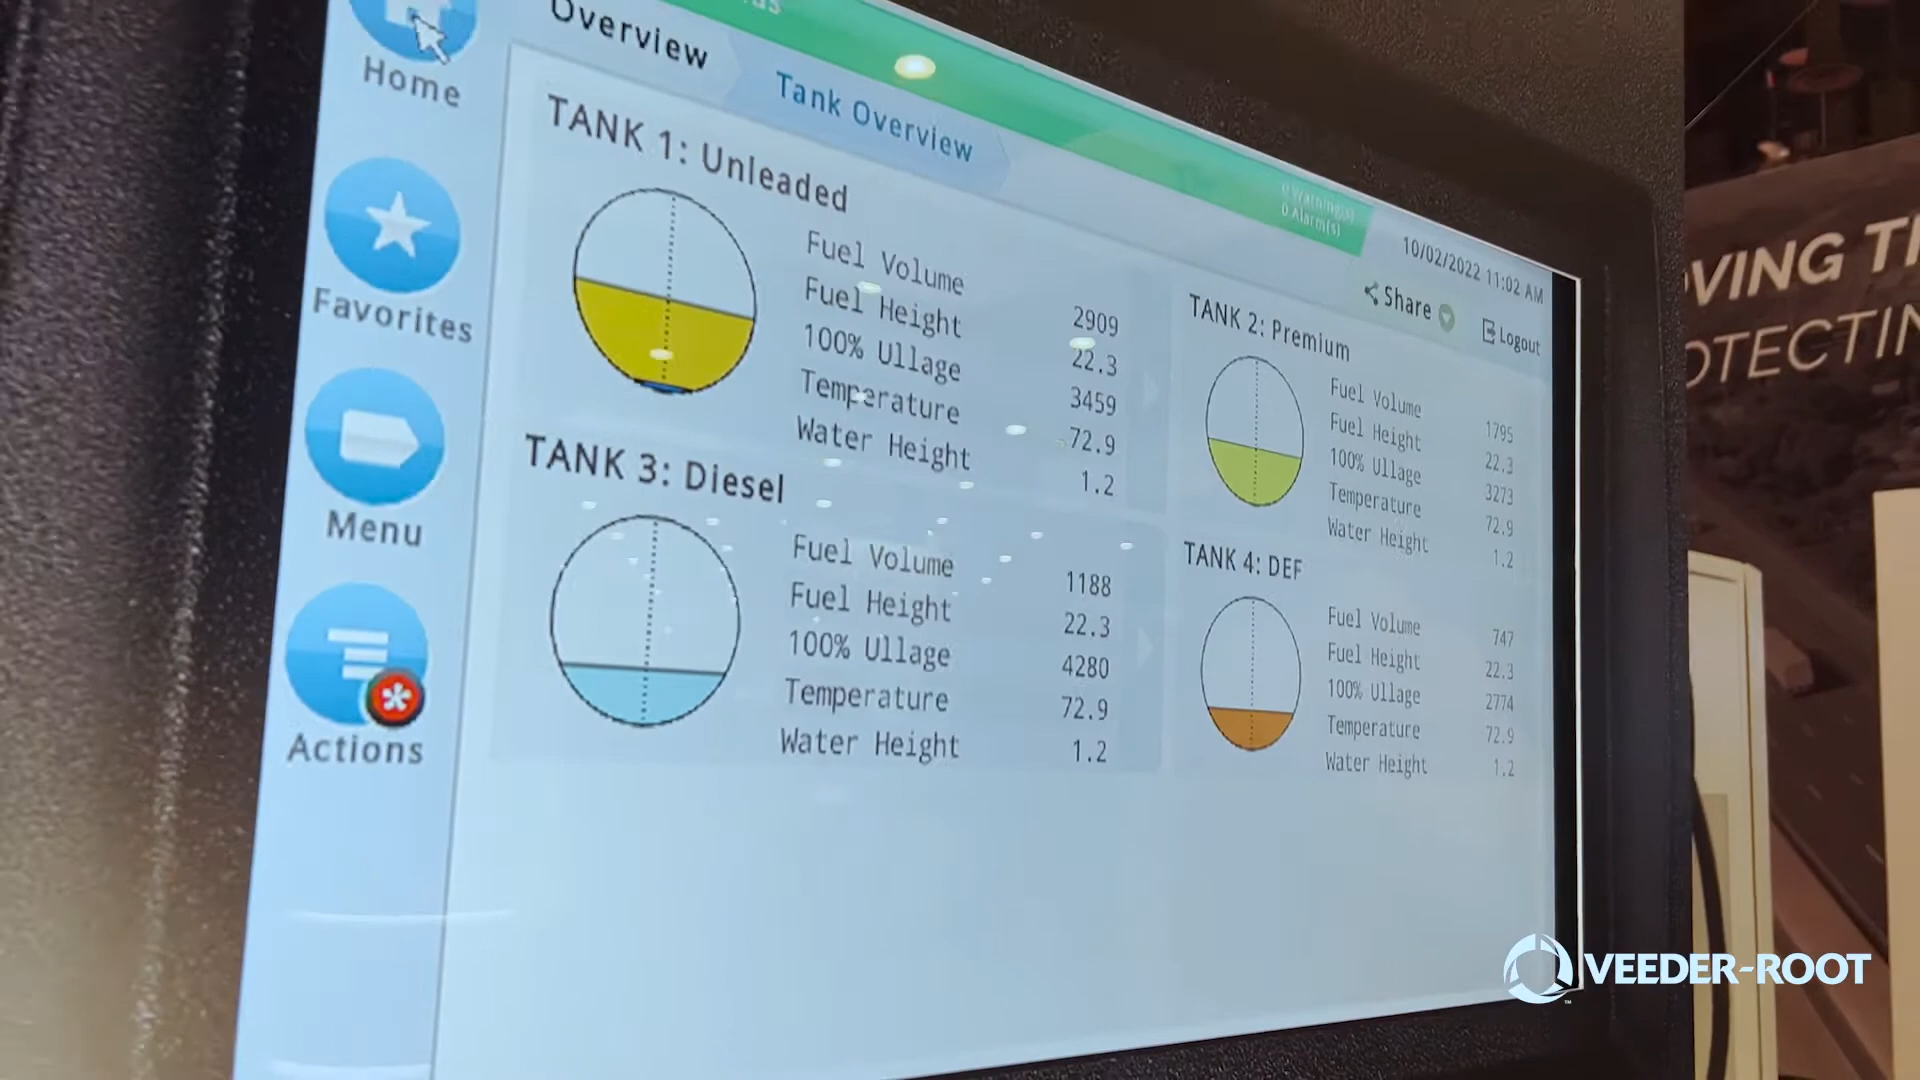 Home
Favorites
Menu
Actions
Overview
Tank Overview
0 Warning(s)
0 Alarm(s)
10/02/2022 11:02 AM
Share
Logout
TANK 1: Unleaded
Fuel Volume 2909
Fuel Height 22.3
100% Ullage 3459
Temperature 72.9
Water Height 1.2
TANK 2: Premium
Fuel Volume 1795
Fuel Height 22.3
100% Ullage 3273
Temperature 72.9
Water Height 1.2
TANK 3: Diesel
Fuel Volume 1188
Fuel Height 22.3
100% Ullage 4280
Temperature 72.9
Water Height 1.2
TANK 4: DEF
Fuel Volume 747
Fuel Height 22.3
100% Ullage 2774
Temperature 72.9
Water Height 1.2
VING T
OTECTIN
VEEDER-ROOT
TM